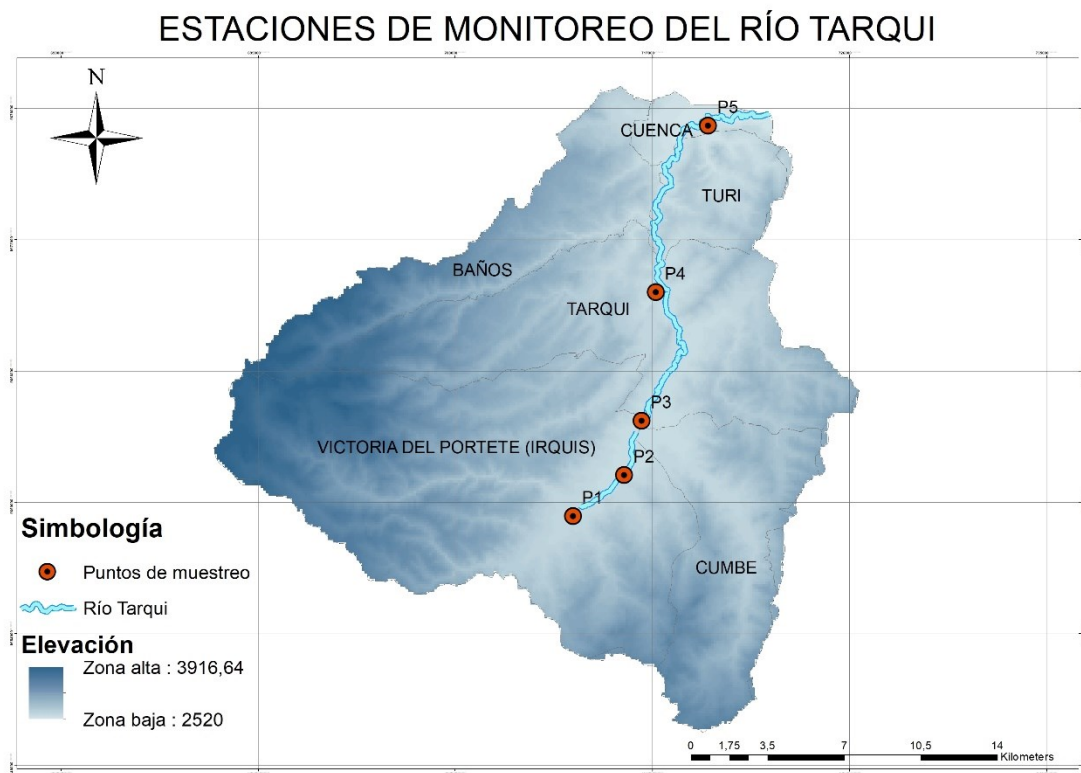 ESTACIONES DE MONITOREO DEL RÍO TARQUI
N
P5
CUENCA
TURI
BAÑOS
P4
TARQUI
P3
VICTORIA DEL PORTETE (IRQUIS)
P2
P1
CUMBE
Simbología
Puntos de muestreo
Río Tarqui
Elevación
Zona alta : 3916,64
Zona baja : 2520
0 1,75 3,5 7 10,5 14
Kilometers